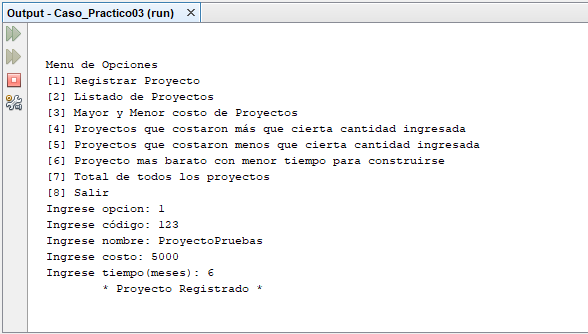 Output - Caso_Practico03 (run)
Menu de Opciones
[1] Registrar Proyecto
[2] Listado de Proyectos
[3] Mayor y Menor costo de Proyectos
[4] Proyectos que costaron más que cierta cantidad ingresada
[5] Proyectos que costaron menos que cierta cantidad ingresada
[6] Proyecto mas barato con menor tiempo para construirse
[7] Total de todos los proyectos
[8] Salir
Ingrese opcion: 1
Ingrese código: 123
Ingrese nombre: ProyectoPruebas
Ingrese costo: 5000
Ingrese tiempo(meses): 6
* Proyecto Registrado *